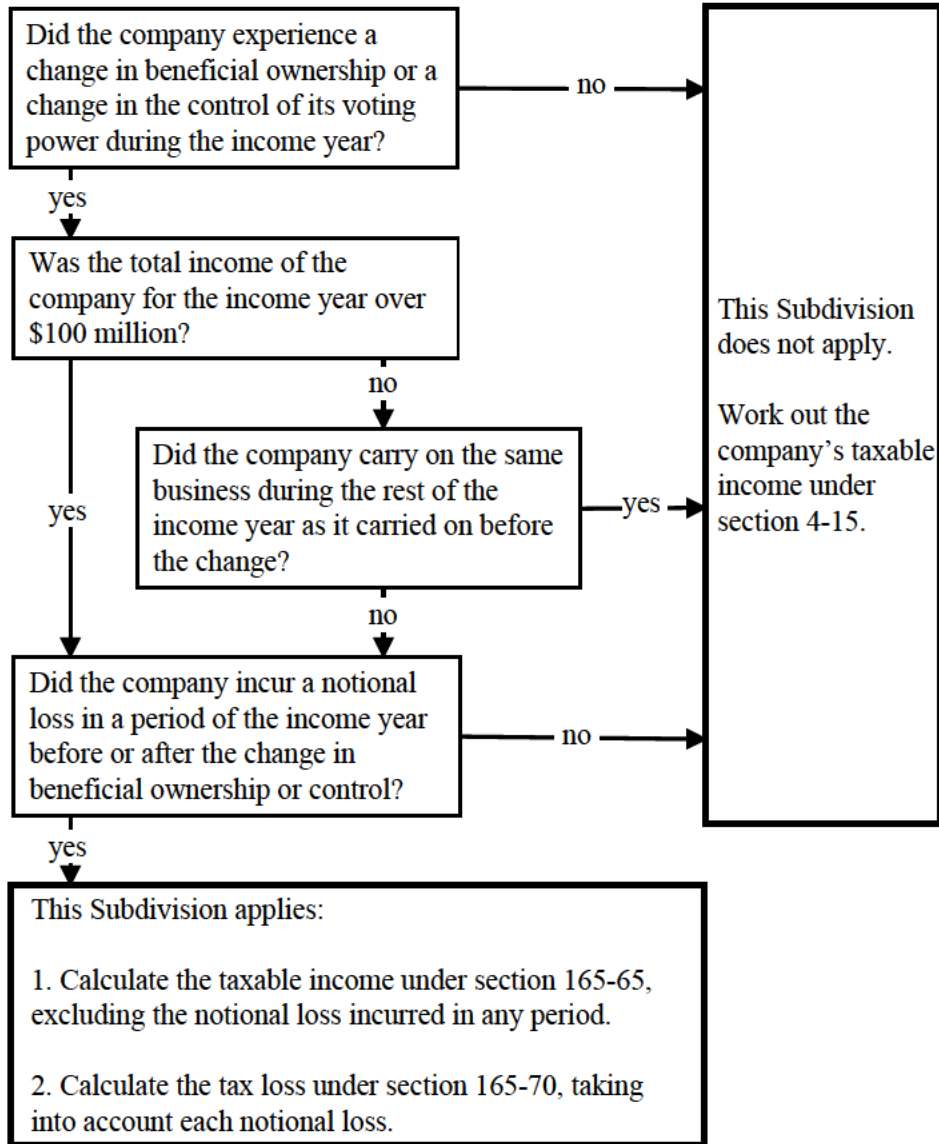 Did the company experience a
change in beneficial ownership or a
change in the control of its voting
power during the income year?
no
yes
Was the total income of the
company for the income year over
$100 million?
no
Did the company carry on the same
business during the rest of the
income year as it carried on before
the change?
yes
yes
no
This Subdivision
does not apply.
Work out the
company’s taxable
income under
section 4-15.
Did the company incur a notional
loss in a period of the income year
before or after the change in
beneficial ownership or control?
no
yes
This Subdivision applies:
1. Calculate the taxable income under section 165-65,
excluding the notional loss incurred in any period.
2. Calculate the tax loss under section 165-70, taking
into account each notional loss.